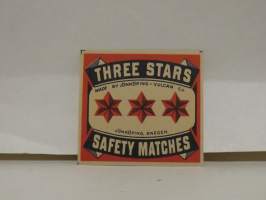 THREE STARS
MADE BY JÖNKÖPING - VULCAN Co.
JÖNKÖPING, SWEDEN
SAFETY MATCHES